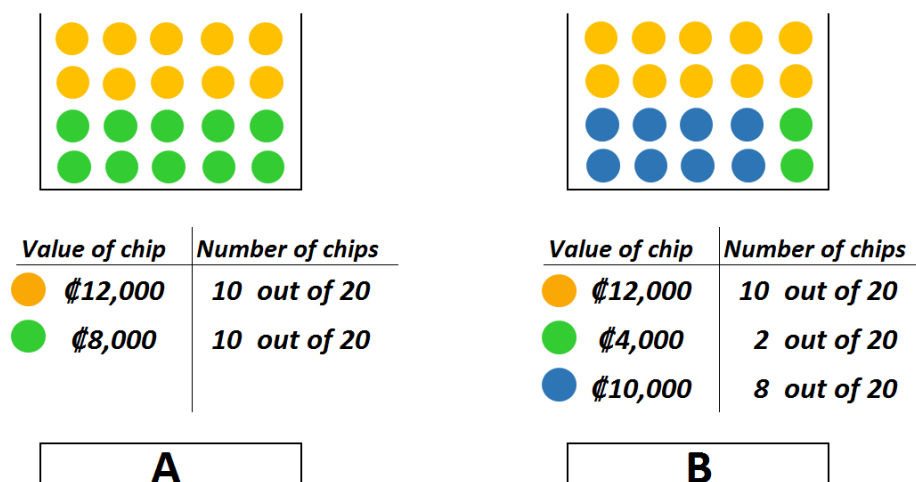 Value of chip Number of chips
₡12,000 10 out of 20
₡8,000 10 out of 20
A
Value of chip Number of chips
₡12,000 10 out of 20
₡4,000 2 out of 20
₡10,000 8 out of 20
B